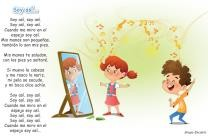 Soy así...
Soy así, soy así.
Soy así, soy así.
Cuando me miro en el
espejo soy así.
Mis manos son pequeñas,
también lo son mis pies.
Mis manos te saludan,
con los pies yo saltaré.
Si muevo la cabeza
y me rasco la nariz,
mi pelo se sacude,
y mi boca dice achís.
Soy así, soy así.
Soy así, soy así.
Cuando me miro en el
espejo soy así.
Soy así, soy así.
Soy así, soy así.
Cuando me miro en el
espejo soy así.